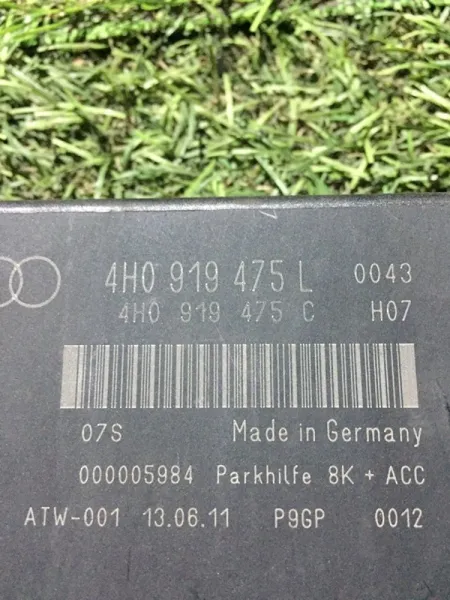 4H0 919 475 L 0043
4H0 919 475 C H07
07S Made in Germany
000005984 Parkhilfe 8K + ACC
ATW-001 13.06.11 P9GP 0012